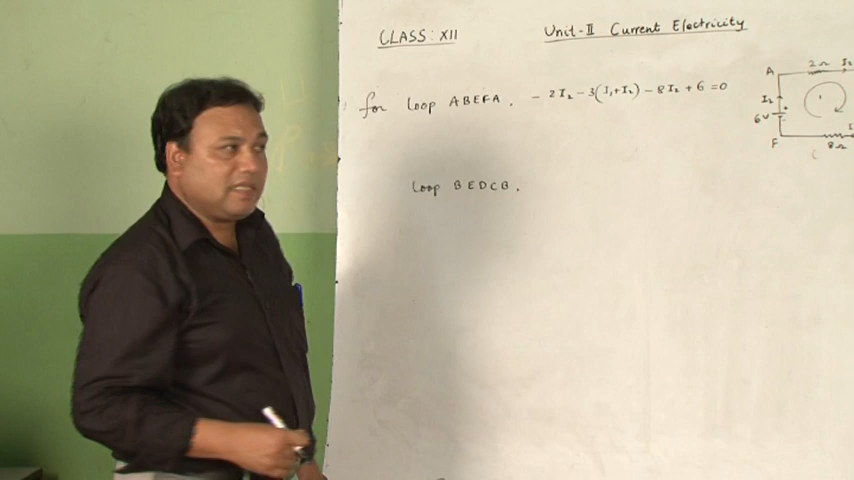 CLASS: XII
Unit-II Current Electricity
for Loop ABEFA. - 2I₂ - 3(I₁+I₂) - 8I₂ + 6 = 0
Loop BEDCB.
A 2Ω I₂
I₂
6V
F 8Ω